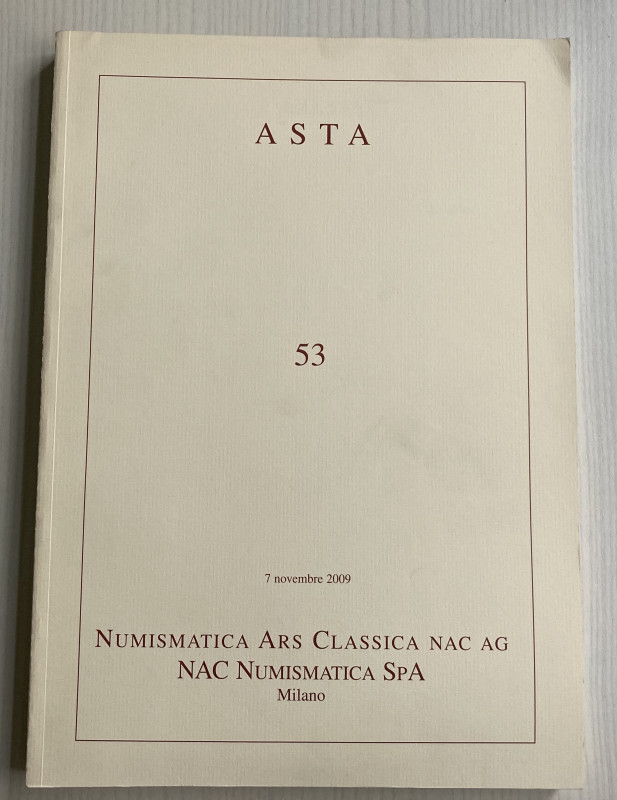 ASTA
53
7 novembre 2009
NUMISMATICA ARS CLASSICA NAC AG
NAC NUMISMATICA SPA
Milano